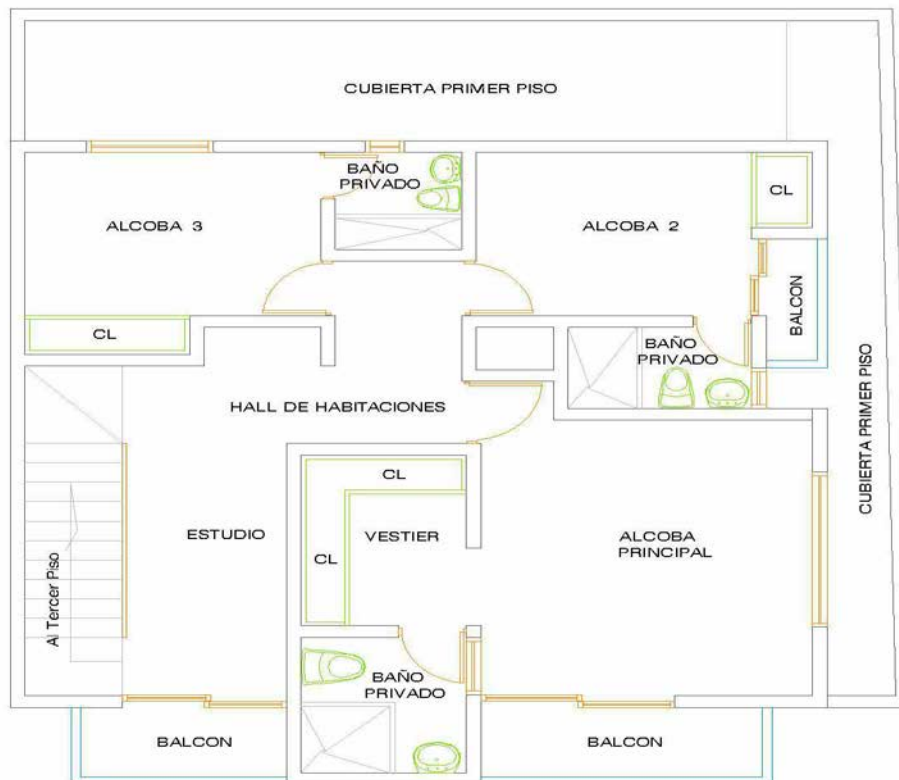 CUBIERTA PRIMER PISO
BAÑO
PRIVADO
ALCOBA 3
ALCOBA 2
CL
BALCON
CL
BAÑO
PRIVADO
CUBIERTA PRIMER PISO
HALL DE HABITACIONES
CL
ESTUDIO
VESTIER
ALCOBA
PRINCIPAL
CL
Al Tercer Piso
BAÑO
PRIVADO
BALCON
BALCON